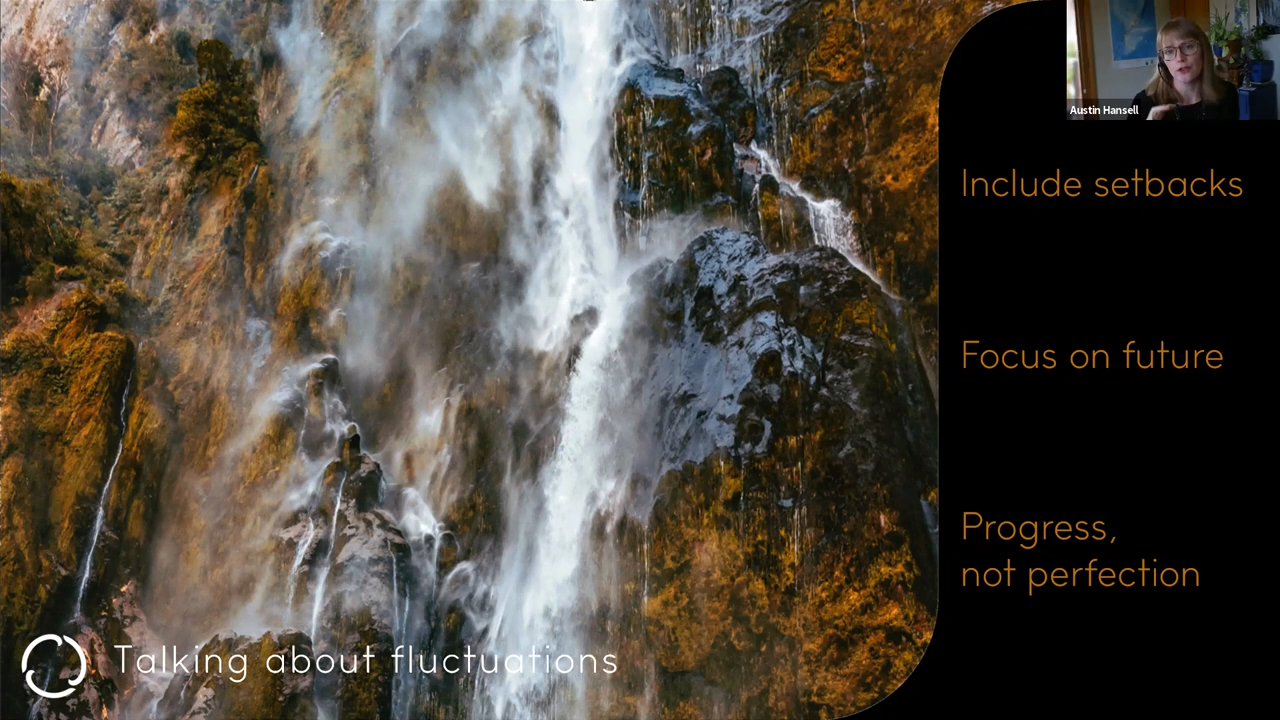 Austin Hansell
Include setbacks
Focus on future
Progress,
not perfection
Talking about fluctuations